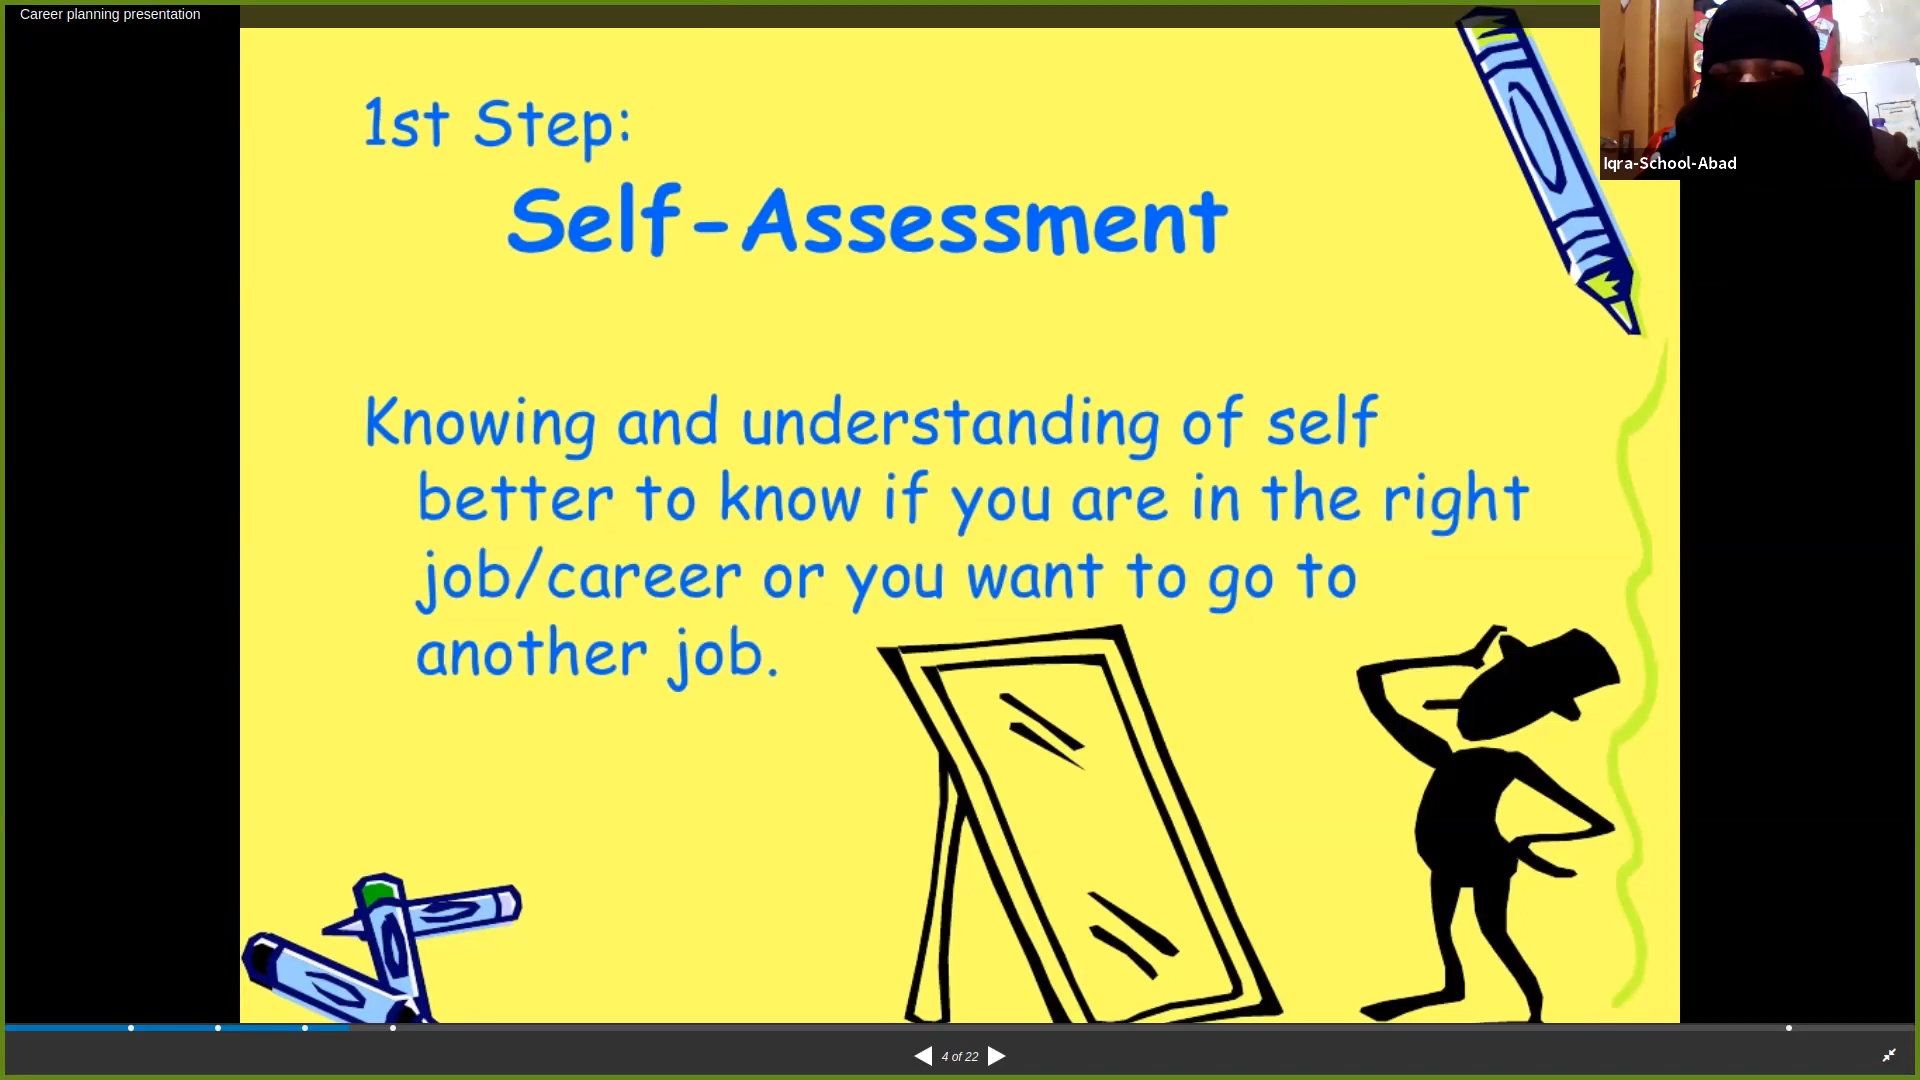 Career planning presentation
1st Step:
Self-Assessment
Knowing and understanding of self
better to know if you are in the right
job/career or you want to go to
another job.
Iqra-School-Abad
4 of 22